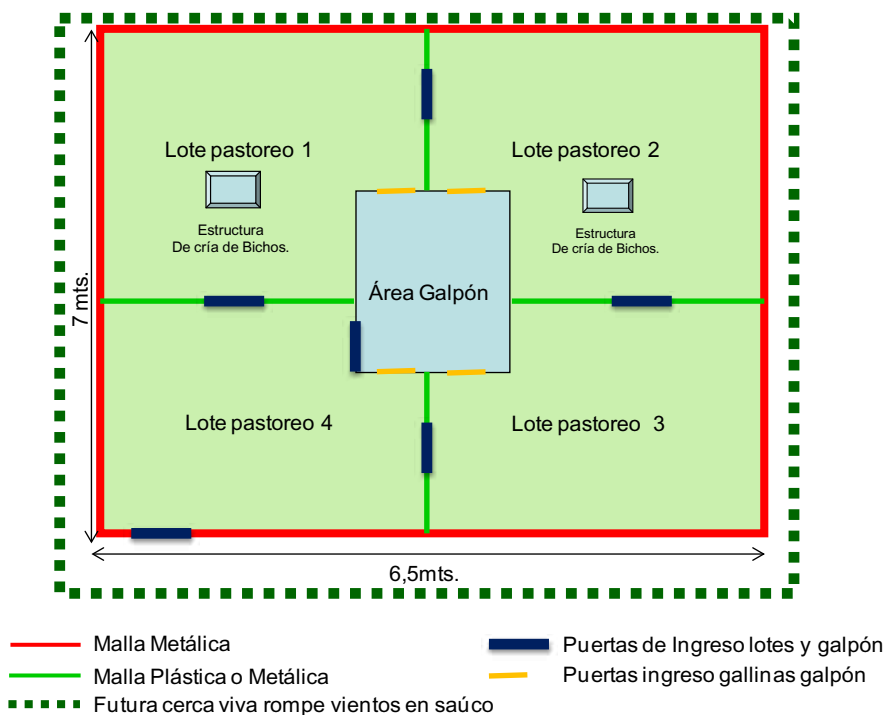 Lote pastoreo 1
Lote pastoreo 2
Estructura
De cría de Bichos.
Estructura
De cría de Bichos.
Área Galpón
7 mts.
Lote pastoreo 4
Lote pastoreo 3
6,5mts.
Malla Metálica
Puertas de Ingreso lotes y galpón
Malla Plástica o Metálica
Puertas ingreso gallinas galpón
Futura cerca viva rompe vientos en saúco